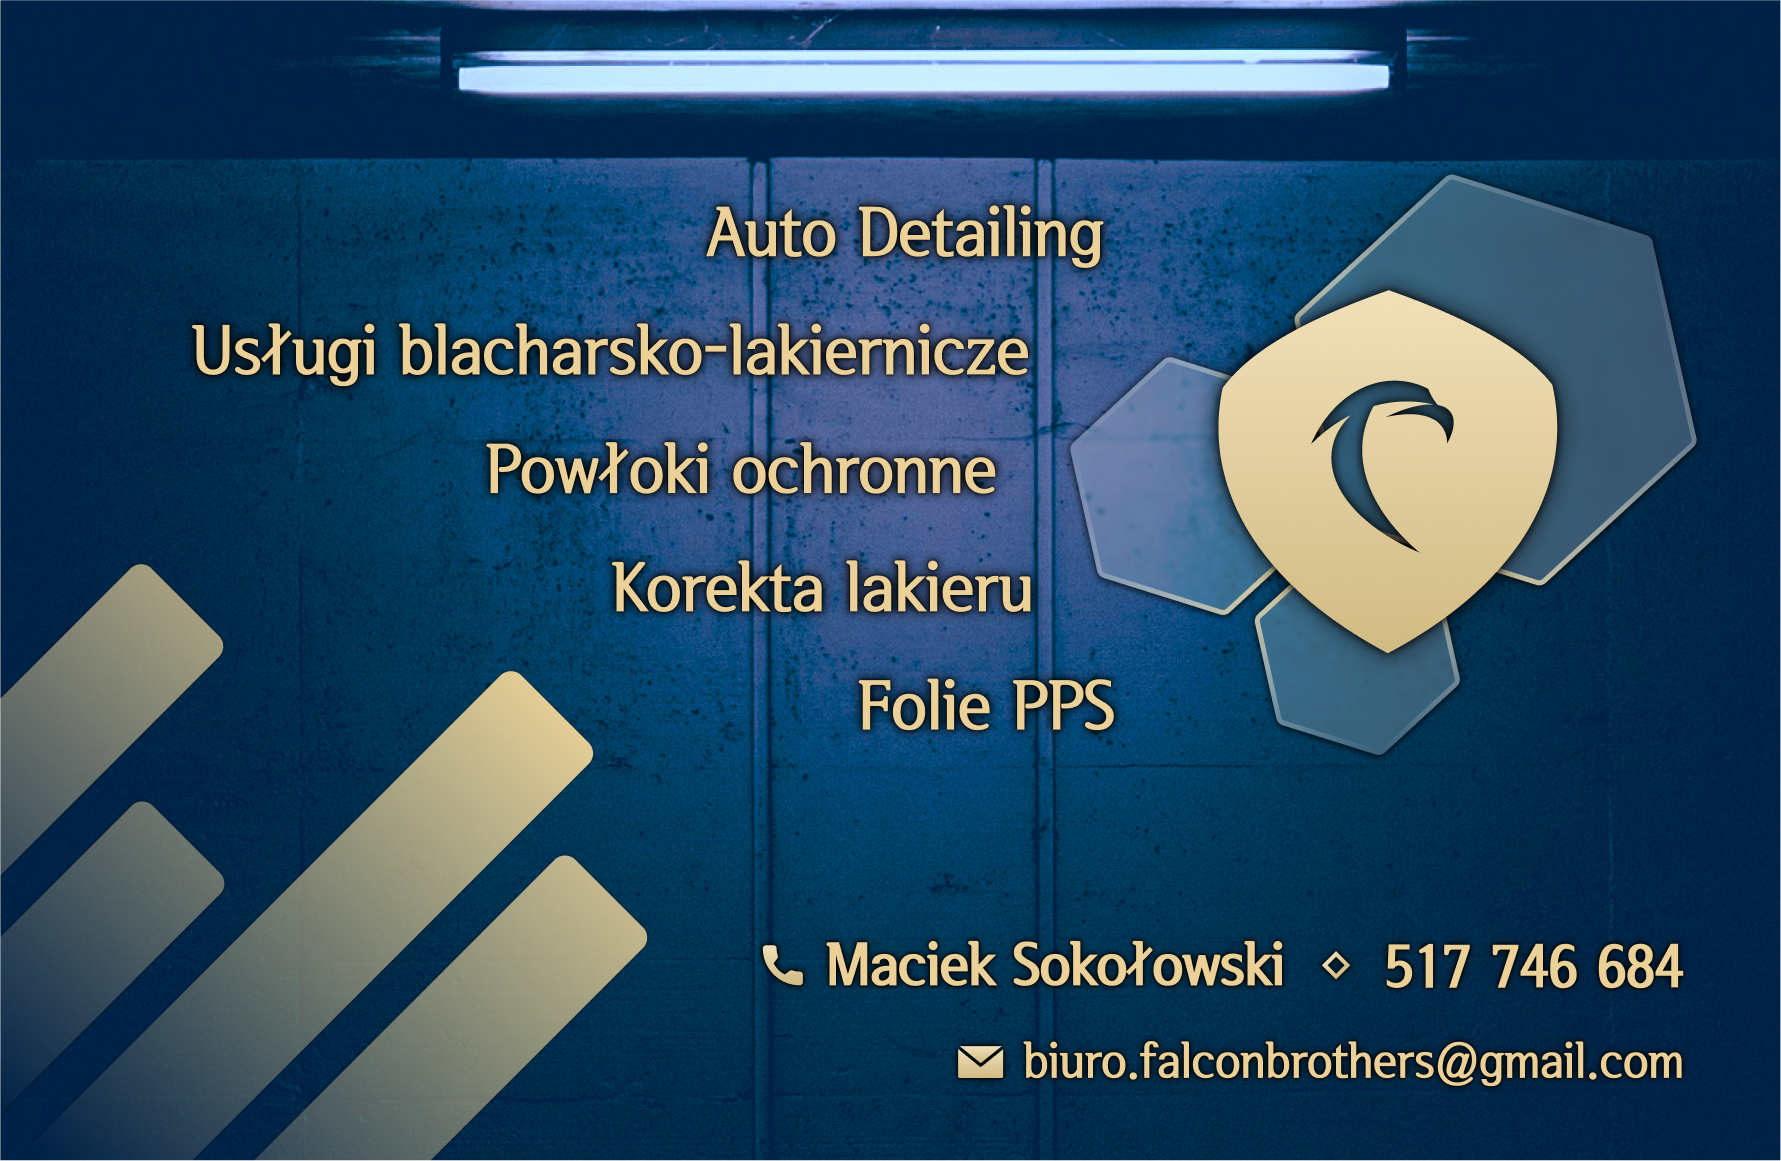 Auto Detailing
Usługi blacharsko-lakiernicze
Powłoki ochronne
Korekta lakieru
Folie PPS
Maciek Sokołowski ◇ 517 746 684
biuro.falconbrothers@gmail.com